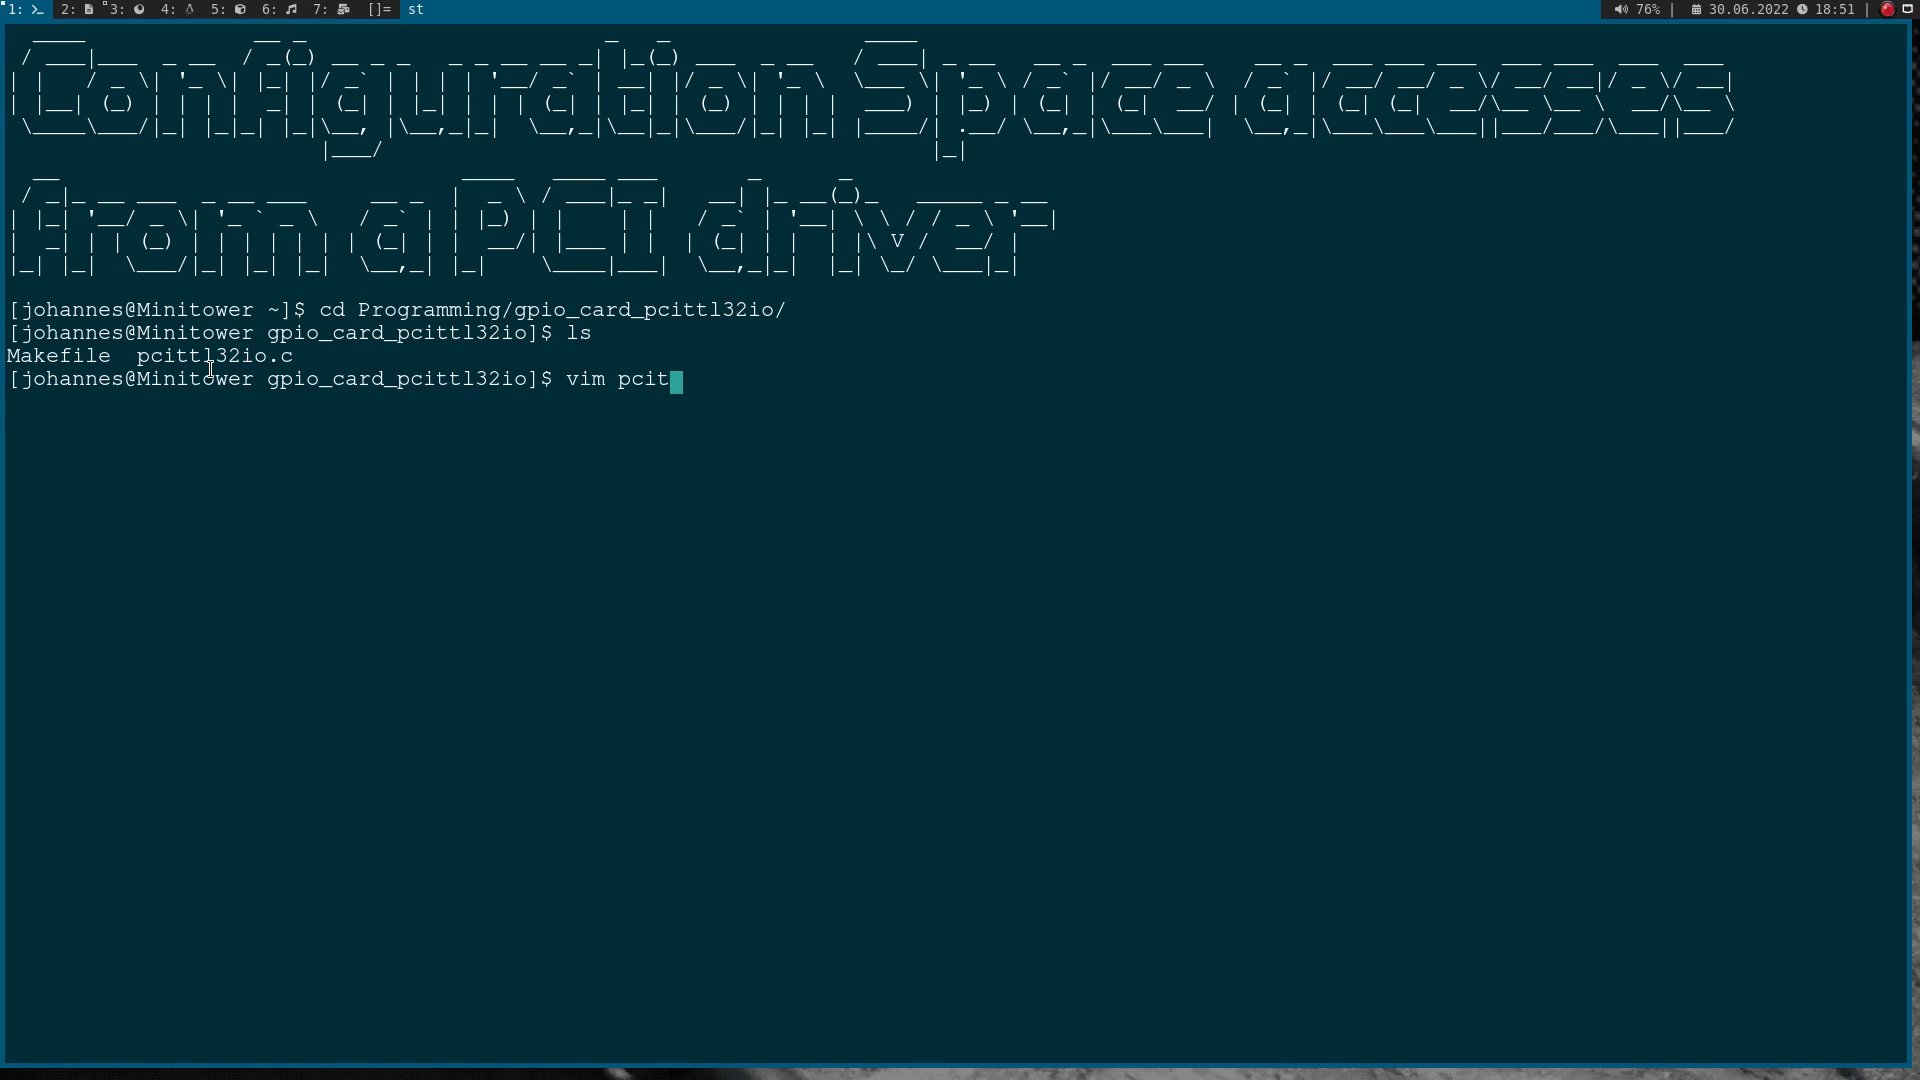 1: 2: 3: 4: 5: 6: 7: []= st 76% | 30.06.2022 18:51 |
Configuration Space accesses
from a PCI driver
[johannes@Minitower ~]$ cd Programming/gpio_card_pcittl32io/
[johannes@Minitower gpio_card_pcittl32io]$ ls
Makefile  pcittl32io.c
[johannes@Minitower gpio_card_pcittl32io]$ vim pcit